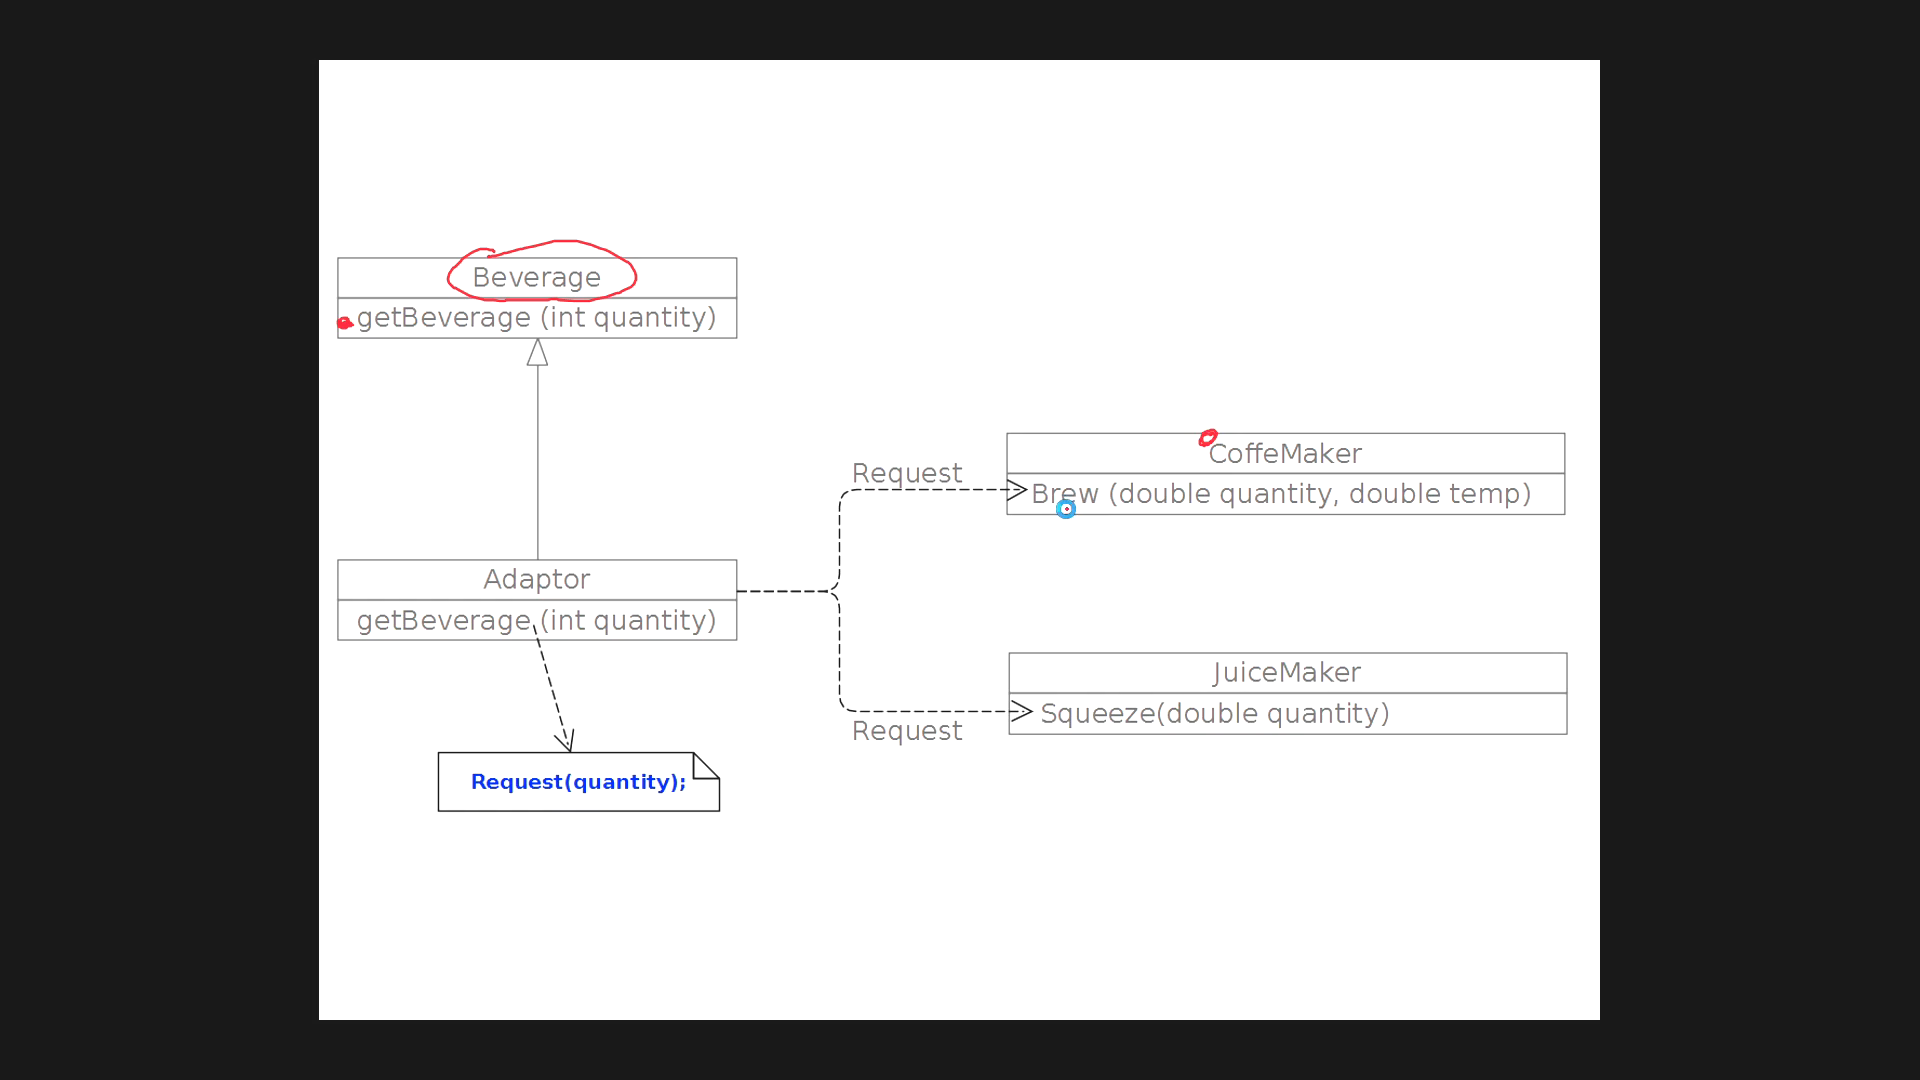 Beverage
getBeverage (int quantity)
CoffeMaker
Request
Brew (double quantity, double temp)
Adaptor
getBeverage (int quantity)
JuiceMaker
Squeeze(double quantity)
Request
Request(quantity);